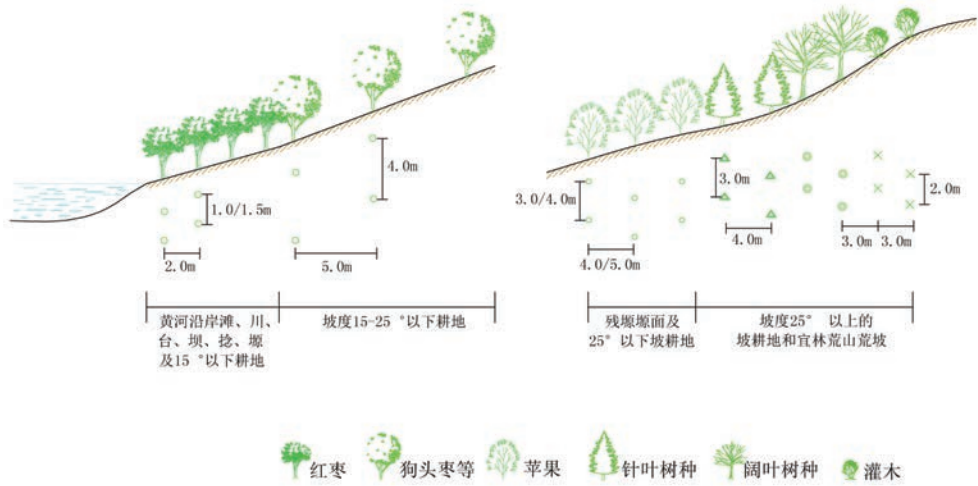 4.0m
1.0/1.5m
2.0m
5.0m
3.0/4.0m
4.0/5.0m
3.0m
4.0m
3.0m
3.0m
2.0m
黄河沿岸滩、川、
台、坝、捻、塬
及15 °以下耕地
坡度15-25 °以下耕地
残塬塬面及
25° 以下坡耕地
坡度25° 以上的
坡耕地和宜林荒山荒坡
红枣
狗头枣等
苹果
针叶树种
阔叶树种
灌木